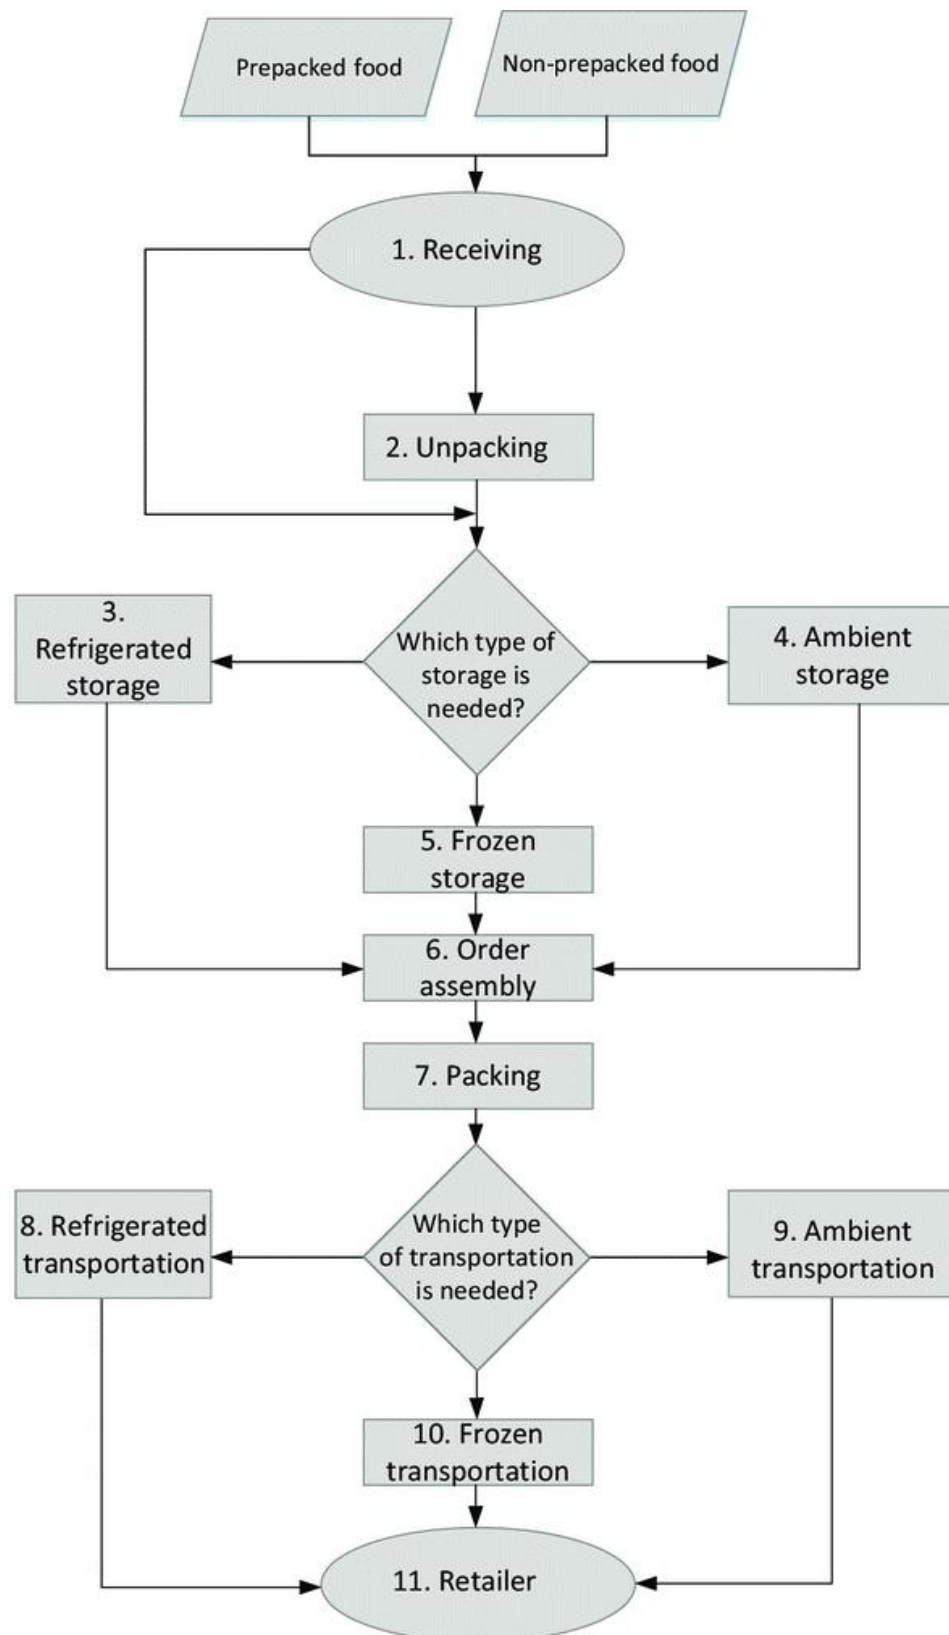 Prepacked food
Non-prepacked food
1. Receiving
2. Unpacking
Which type of
storage is
needed?
3.
Refrigerated
storage
4. Ambient
storage
5. Frozen
storage
6. Order
assembly
7. Packing
Which type
of transportation
is needed?
8. Refrigerated
transportation
9. Ambient
transportation
10. Frozen
transportation
11. Retailer